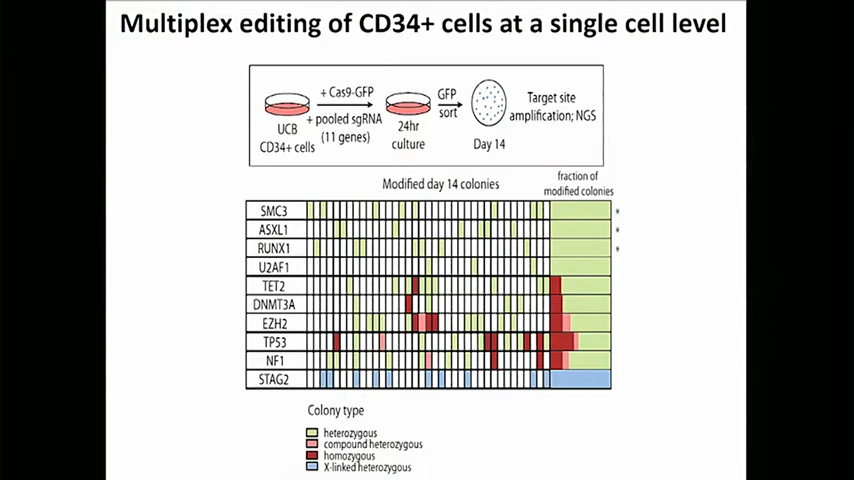 Multiplex editing of CD34+ cells at a single cell level
+ Cas9-GFP
+ pooled sgRNA
(11 genes)
UCB
CD34+ cells
24hr
culture
GFP
sort
Day 14
Target site
amplification; NGS
Modified day 14 colonies
fraction of
modified colonies
SMC3
*
ASXL1
*
RUNX1
*
U2AF1
TET2
DNMT3A
EZH2
TP53
NF1
STAG2
Colony type
heterozygous
compound heterozygous
homozygous
X-linked heterozygous